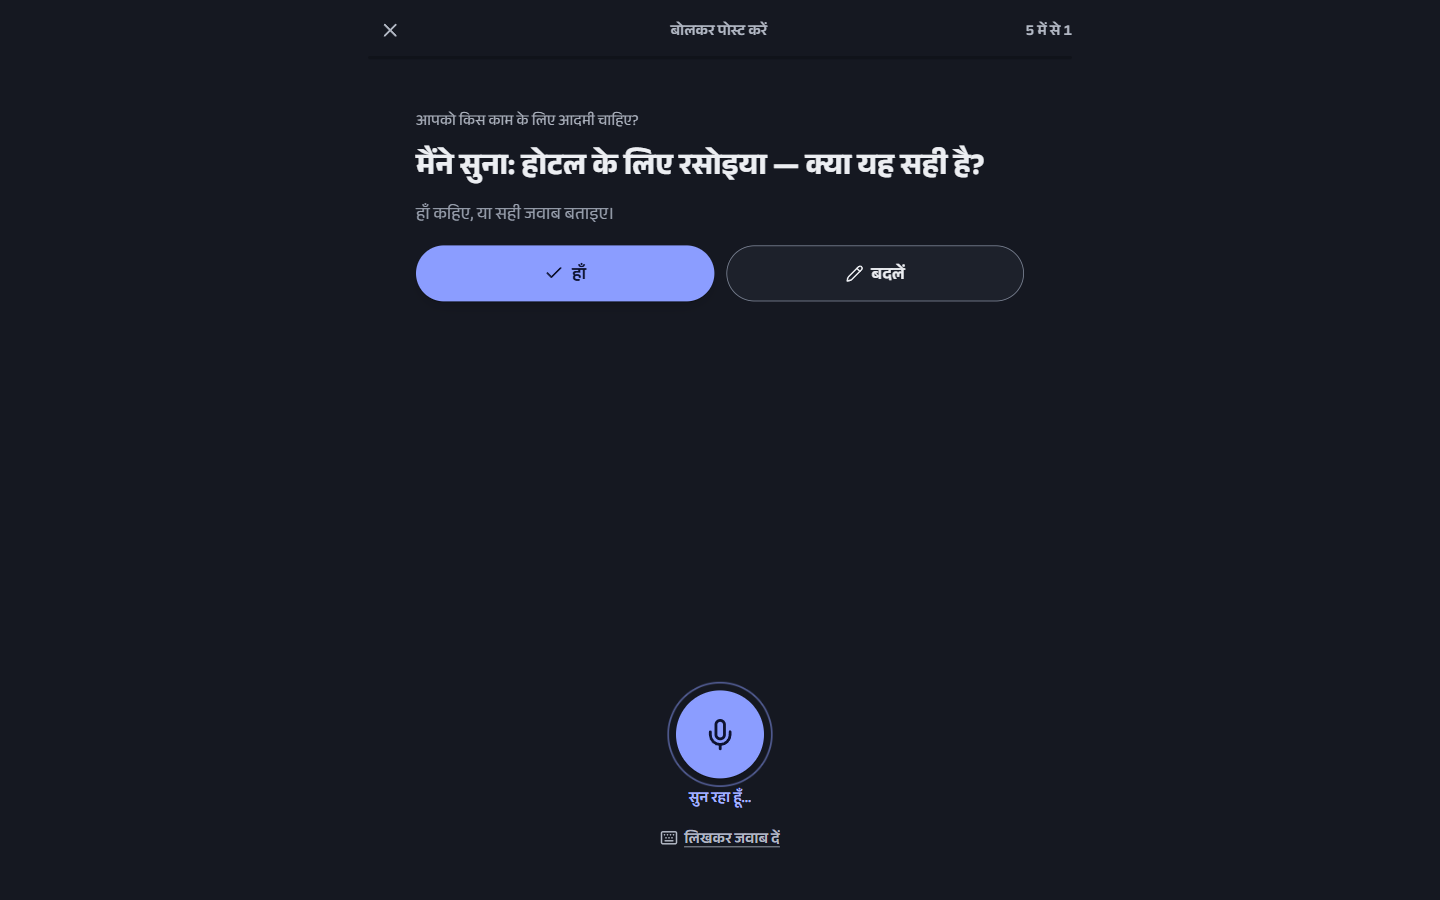 बोलकर पोस्ट करें
5 में से 1
आपको किस काम के लिए आदमी चाहिए?
मैंने सुना: होटल के लिए रसोइया — क्या यह सही है?
हाँ कहिए, या सही जवाब बताइए।
हाँ
बदलें
सुन रहा हूँ...
लिखकर जवाब दें